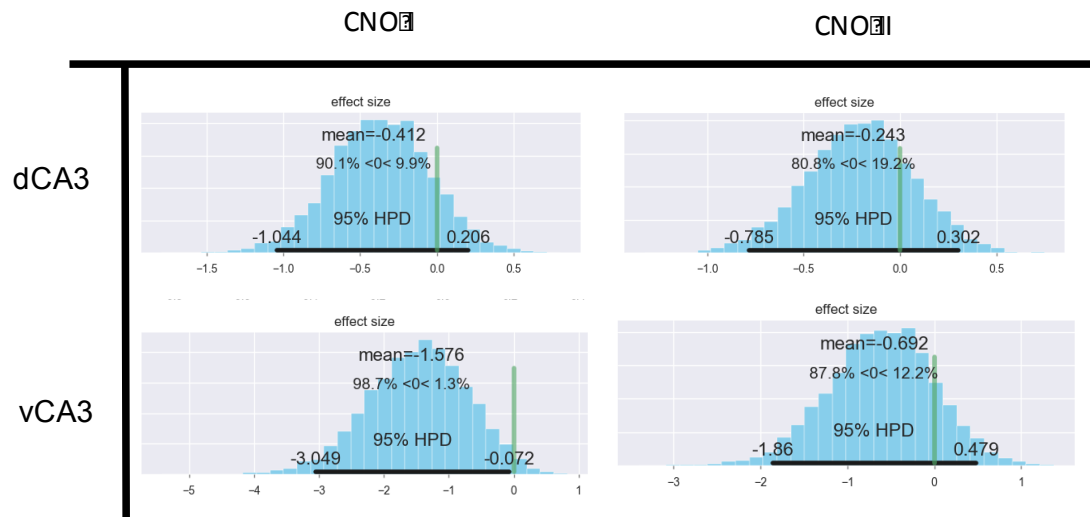 CNO I
CNO II
dCA3
effect size
mean=-0.412
90.1% <0< 9.9%
95% HPD
-1.044 0.206
−1.5 −1.0 −0.5 0.0 0.5
effect size
mean=-0.243
80.8% <0< 19.2%
95% HPD
-0.785 0.302
−1.0 −0.5 0.0 0.5
vCA3
effect size
mean=-1.576
98.7% <0< 1.3%
95% HPD
-3.049 -0.072
−5 −4 −3 −2 −1 0 1
effect size
mean=-0.692
87.8% <0< 12.2%
95% HPD
-1.86 0.479
−3 −2 −1 0 1